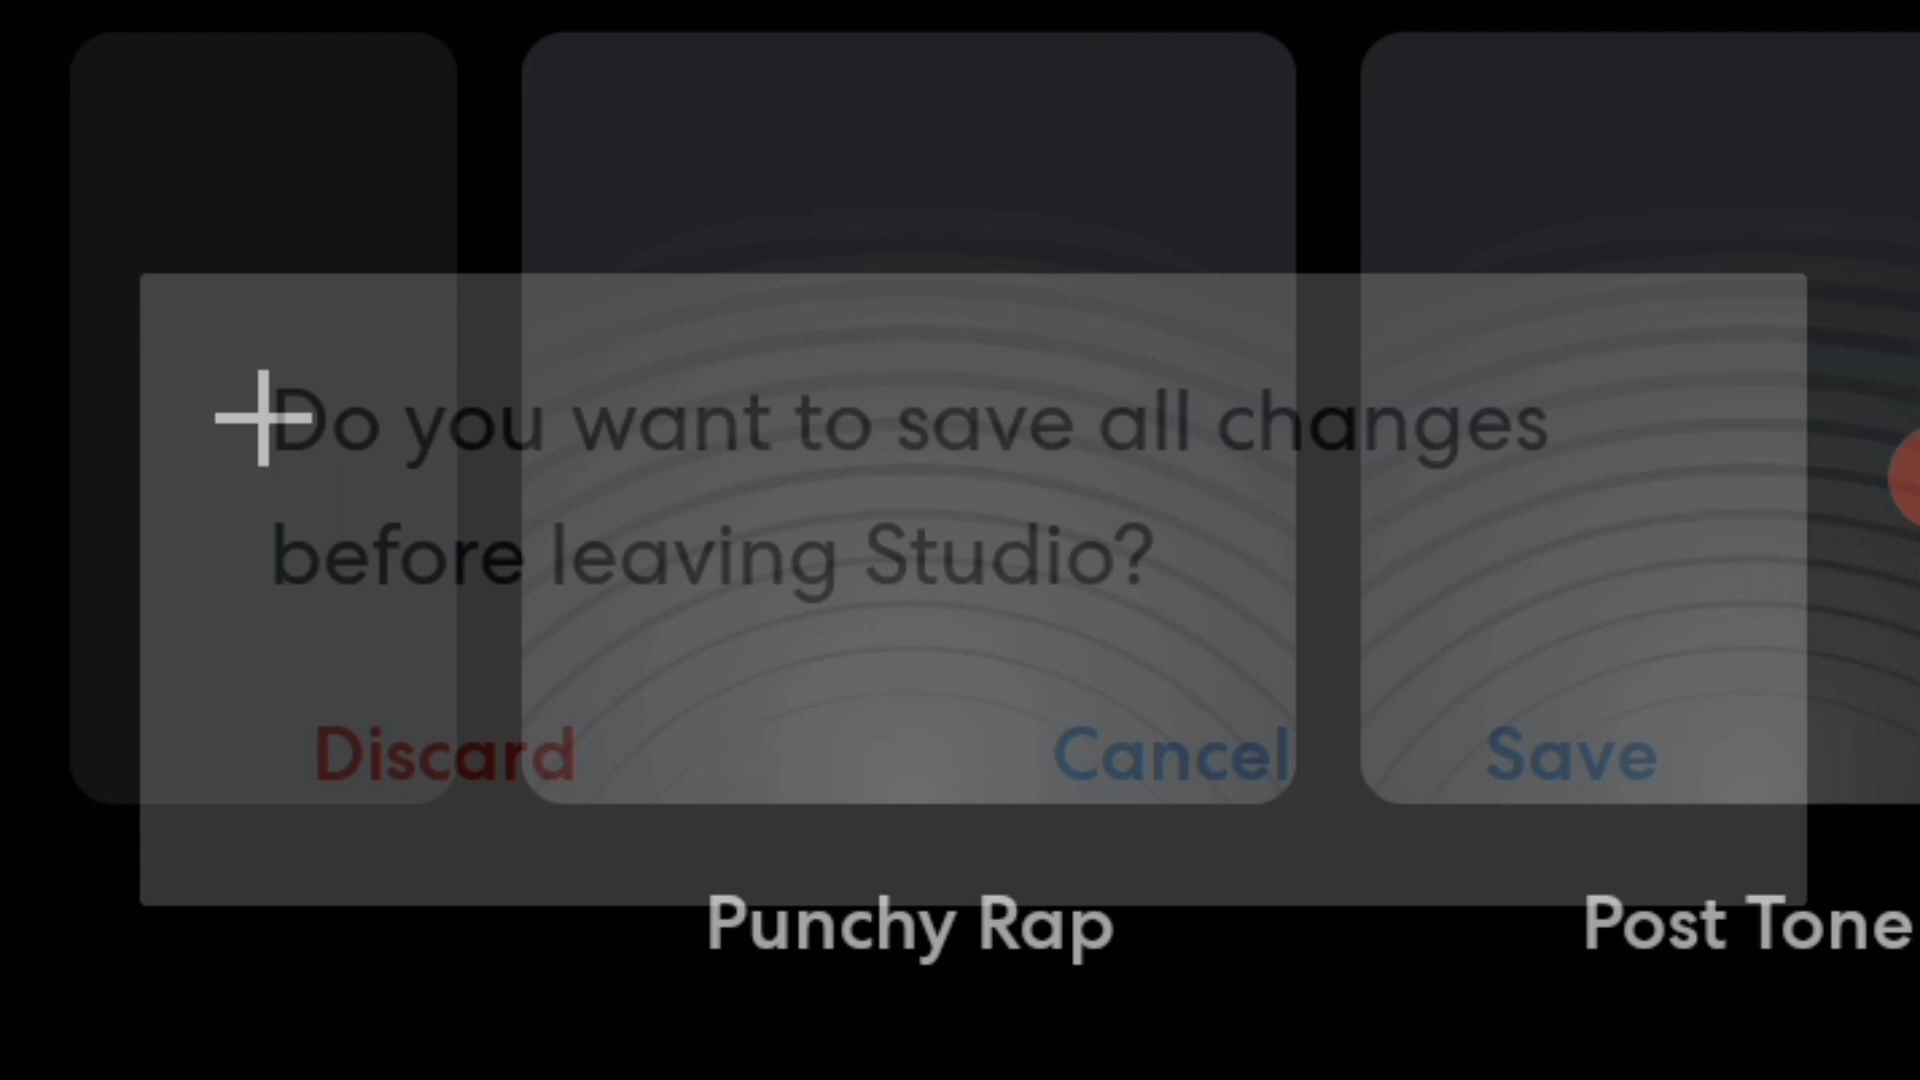 Do you want to save all changes
before leaving Studio?
Discard Cancel Save
Punchy Rap Post Tone